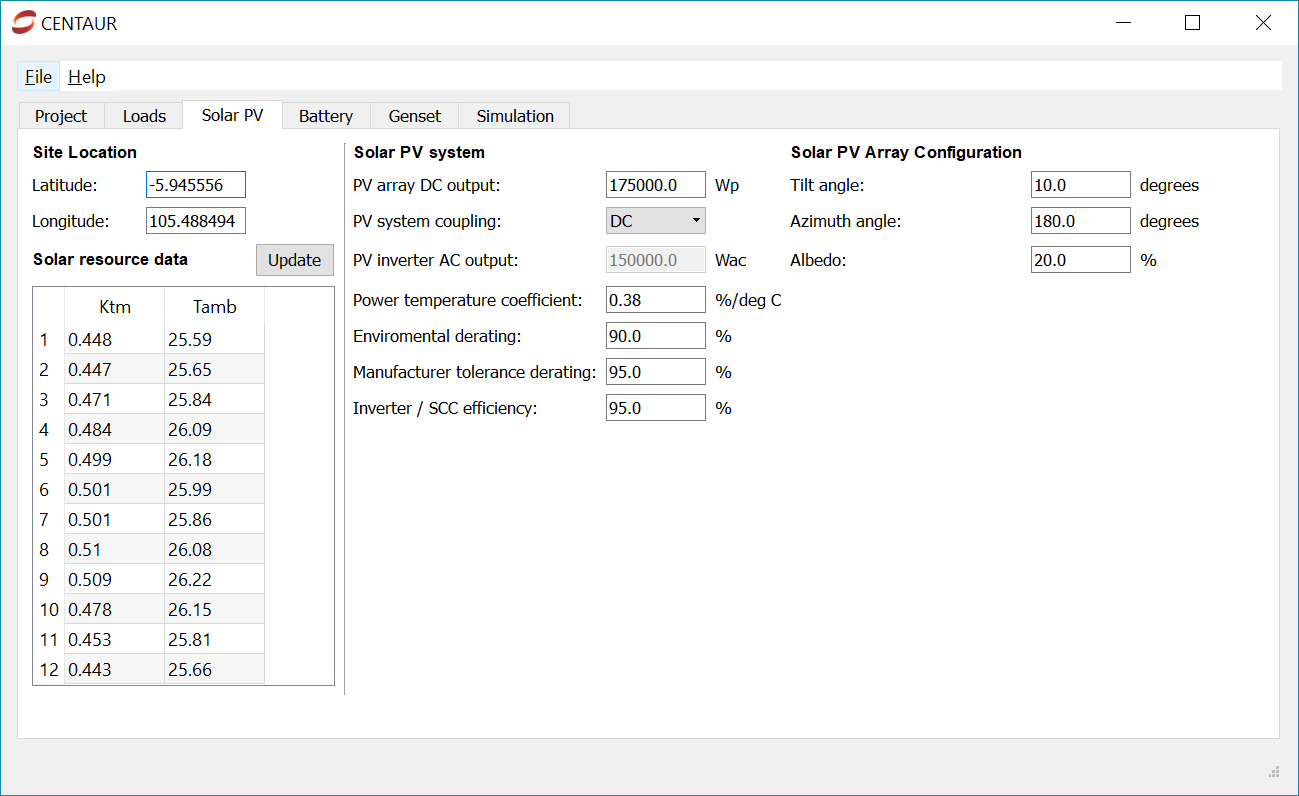 CENTAUR
File Help
Project Loads Solar PV Battery Genset Simulation
Site Location
Latitude: -5.945556
Longitude: 105.488494
Solar resource data Update
Ktm Tamb
1 0.448 25.59
2 0.447 25.65
3 0.471 25.84
4 0.484 26.09
5 0.499 26.18
6 0.501 25.99
7 0.501 25.86
8 0.51 26.08
9 0.509 26.22
10 0.478 26.15
11 0.453 25.81
12 0.443 25.66
Solar PV system
PV array DC output: 175000.0 Wp
PV system coupling: DC
PV inverter AC output: 150000.0 Wac
Power temperature coefficient: 0.38 %/deg C
Enviromental derating: 90.0 %
Manufacturer tolerance derating: 95.0 %
Inverter / SCC efficiency: 95.0 %
Solar PV Array Configuration
Tilt angle: 10.0 degrees
Azimuth angle: 180.0 degrees
Albedo: 20.0 %